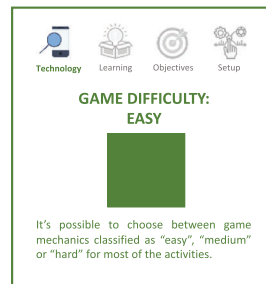 Technology Learning Objectives Setup
GAME DIFFICULTY:
EASY
It's possible to choose between game
mechanics classified as “easy”, “medium”
or “hard” for most of the activities.